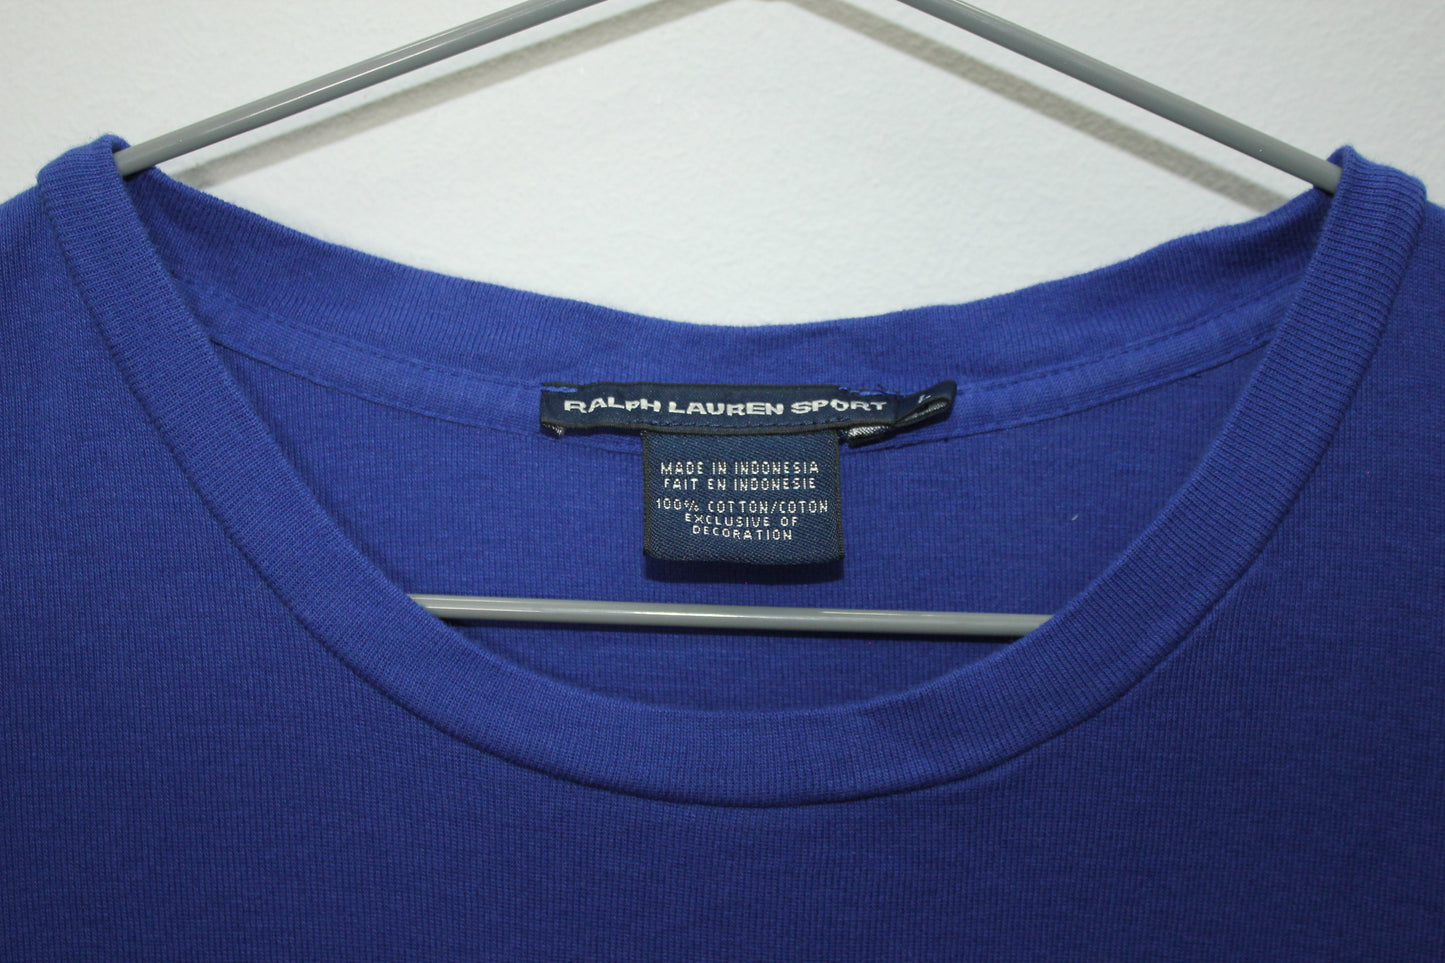 RALPH LAUREN SPORT
MADE IN INDONESIA
FAIT EN INDONESIE
100% COTTON/COTON
EXCLUSIVE OF
DECORATION